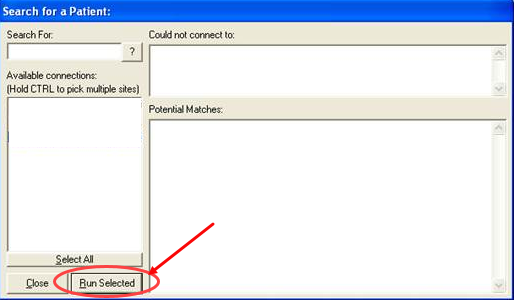 Search for a Patient:
Search For:
?
Available connections:
(Hold CTRL to pick multiple sites)
Select All
Close
Run Selected
Could not connect to:
Potential Matches: